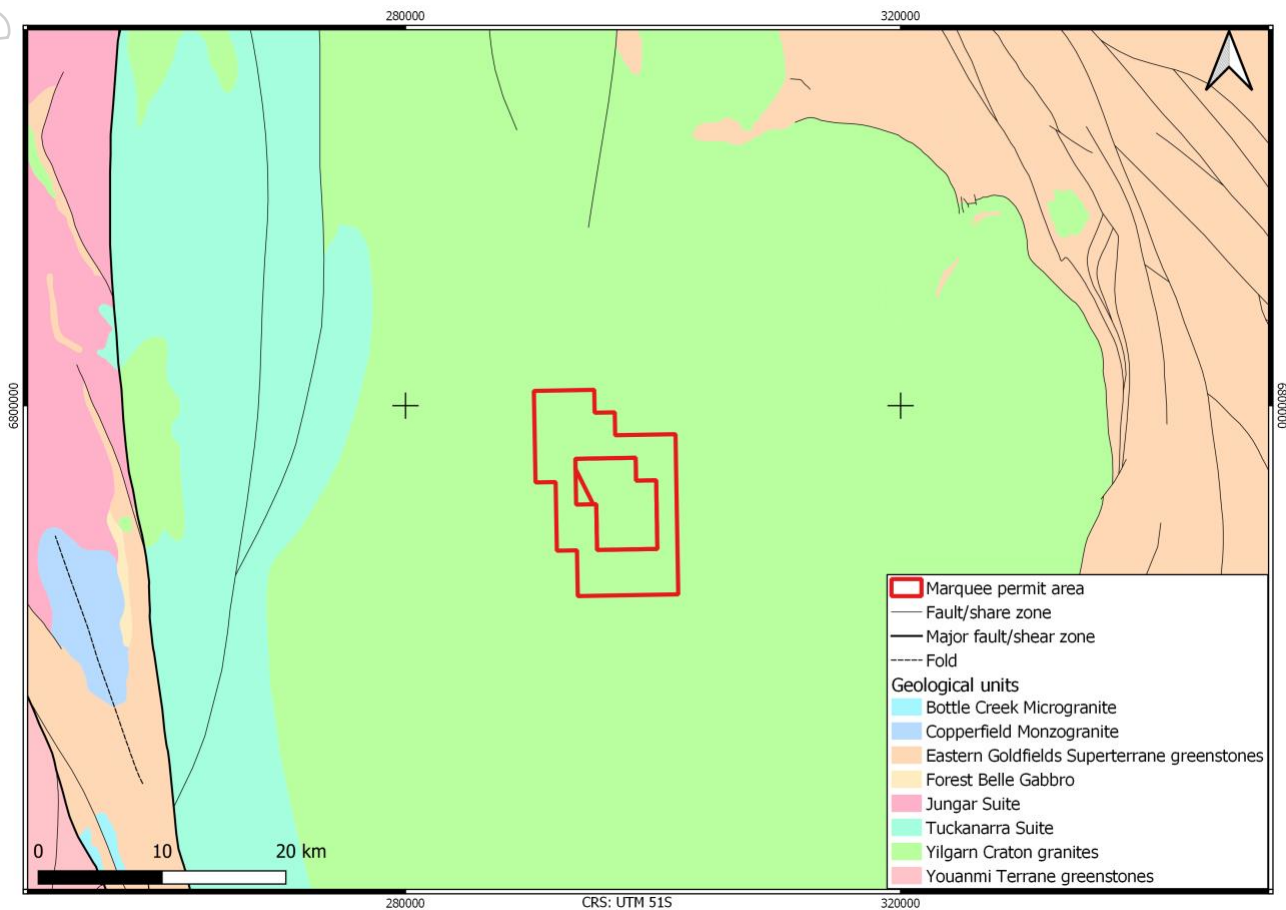 280000
320000
6800000
6800000
Marquee permit area
Fault/share zone
Major fault/shear zone
Fold
Geological units
Bottle Creek Microgranite
Copperfield Monzogranite
Eastern Goldfields Superterrane greenstones
Forest Belle Gabbro
Jungar Suite
Tuckanarra Suite
Yilgarn Craton granites
Youanmi Terrane greenstones
0 10 20 km
280000
CRS: UTM 51S
320000